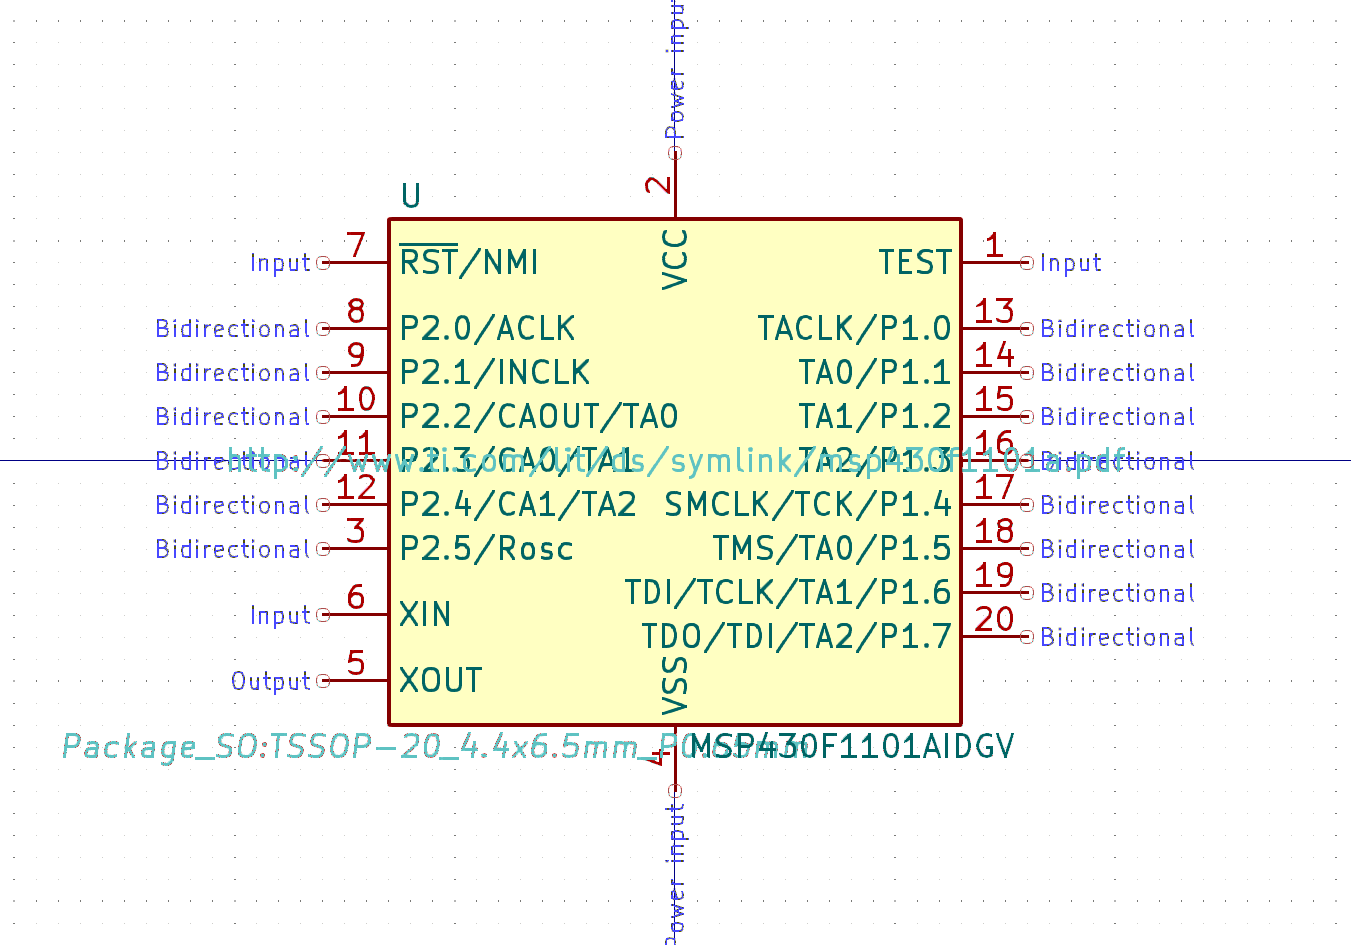 Power input
2
U
VCC
7
Input
RST/NMI
TEST
1
Input
8
Bidirectional
P2.0/ACLK
TACLK/P1.0
13
Bidirectional
9
Bidirectional
P2.1/INCLK
TA0/P1.1
14
Bidirectional
10
Bidirectional
P2.2/CAOUT/TA0
TA1/P1.2
15
Bidirectional
11
Bidirectional
P2.3/CA0/TA1
http://www.ti.com/lit/ds/symlink/msp430f1101a.pdf
TA2/P1.3
16
Bidirectional
12
Bidirectional
P2.4/CA1/TA2
SMCLK/TCK/P1.4
17
Bidirectional
3
Bidirectional
P2.5/Rosc
TMS/TA0/P1.5
18
Bidirectional
TDI/TCLK/TA1/P1.6
19
Bidirectional
6
Input
XIN
TDO/TDI/TA2/P1.7
20
Bidirectional
5
Output
XOUT
VSS
Package_SO:TSSOP-20_4.4x6.5mm_P0.65mm
4
MSP430F1101AIDGV
Power input